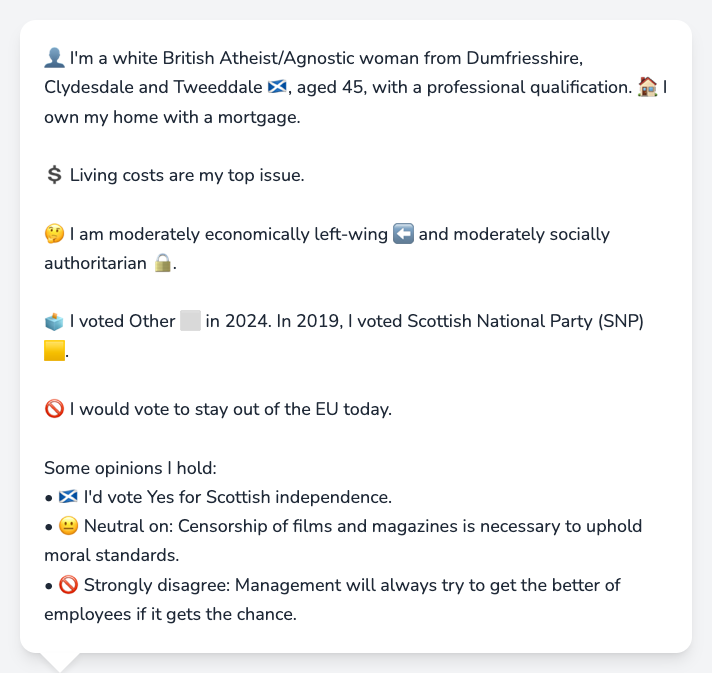 👤 I'm a white British Atheist/Agnostic woman from Dumfriesshire,
Clydesdale and Tweeddale 🏴󠁧󠁢󠁳󠁣󠁴󠁿, aged 45, with a professional qualification. 🏠 I
own my home with a mortgage.
💲 Living costs are my top issue.
🤔 I am moderately economically left-wing ⬅️ and moderately socially
authoritarian 🔒.
🗳️ I voted Other ⬜ in 2024. In 2019, I voted Scottish National Party (SNP)
🟨.
🚫 I would vote to stay out of the EU today.
Some opinions I hold:
• 🏴󠁧󠁢󠁳󠁣󠁴󠁿 I'd vote Yes for Scottish independence.
• 😐 Neutral on: Censorship of films and magazines is necessary to uphold
moral standards.
• 🚫 Strongly disagree: Management will always try to get the better of
employees if it gets the chance.